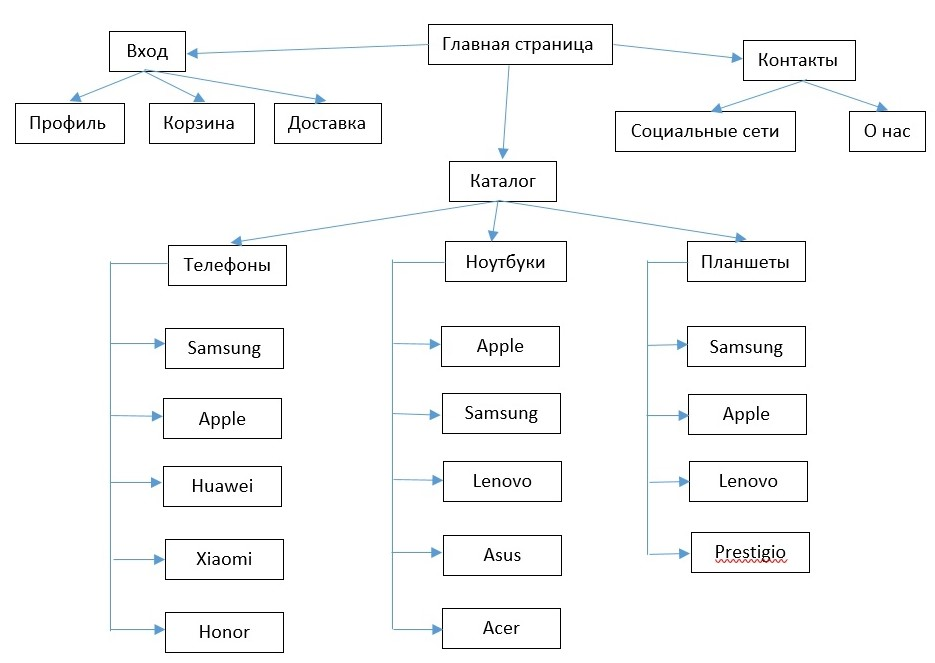 Главная страница
Вход
Контакты
Профиль
Корзина
Доставка
Социальные сети
О нас
Каталог
Телефоны
Ноутбуки
Планшеты
Samsung
Apple
Huawei
Xiaomi
Honor
Apple
Samsung
Lenovo
Asus
Acer
Samsung
Apple
Lenovo
Prestigio